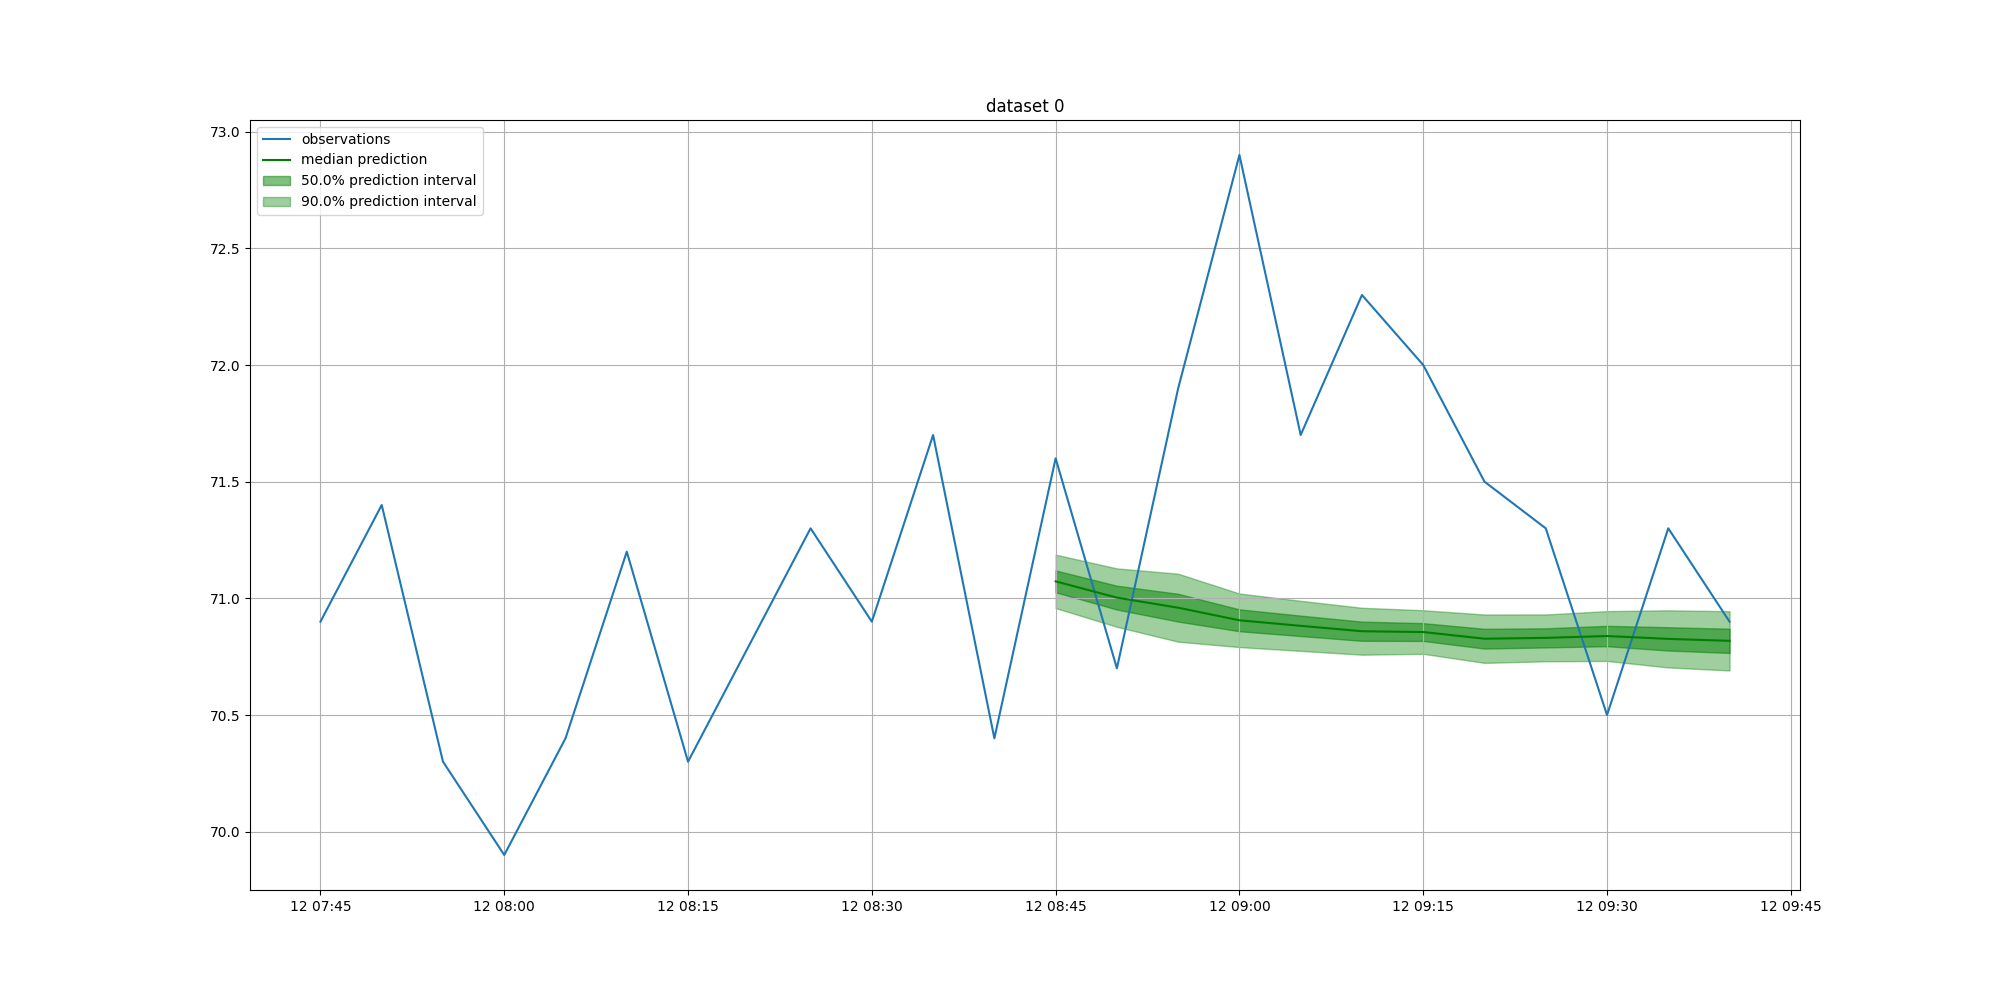 dataset 0
observations
median prediction
50.0% prediction interval
90.0% prediction interval
73.0
72.5
72.0
71.5
71.0
70.5
70.0
12 07:45 12 08:00 12 08:15 12 08:30 12 08:45 12 09:00 12 09:15 12 09:30 12 09:45